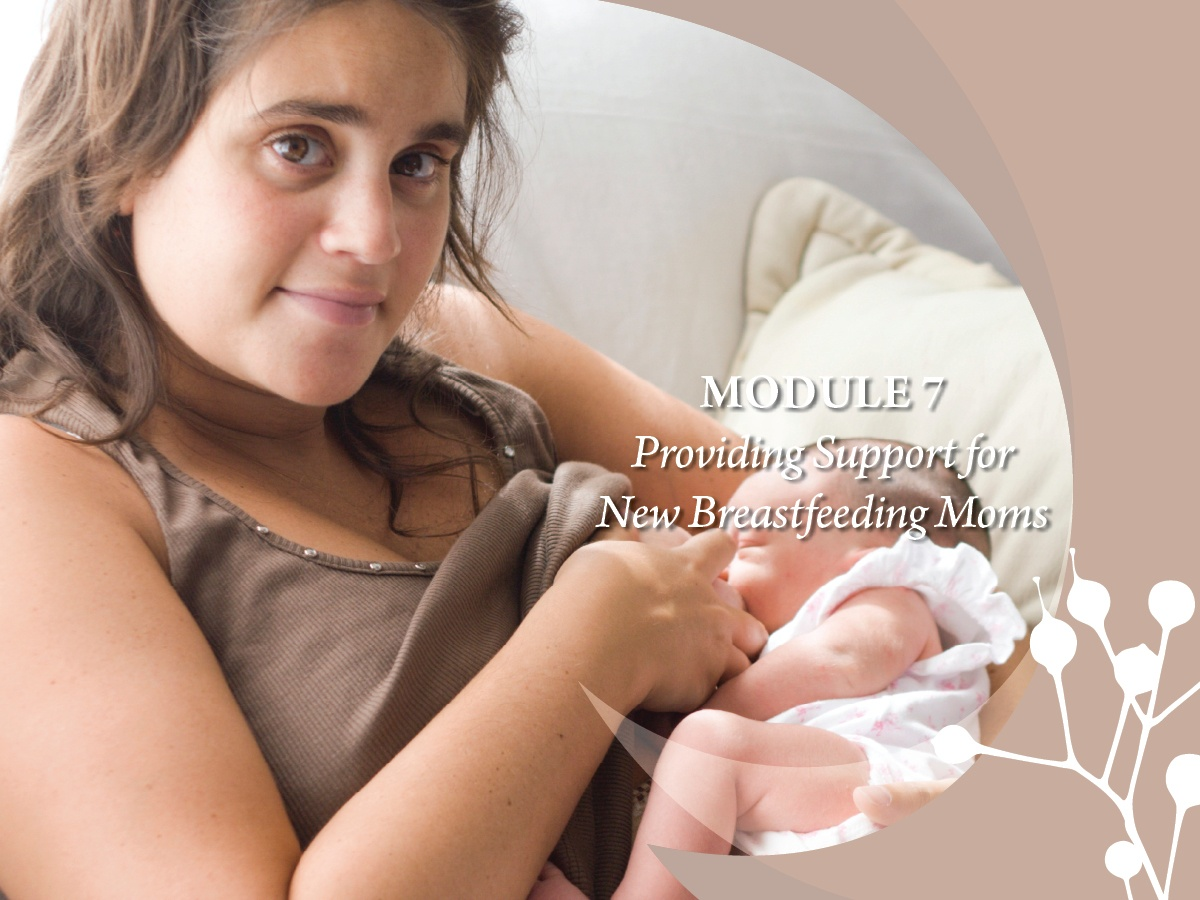 MODULE 7
Providing Support for
New Breastfeeding Moms